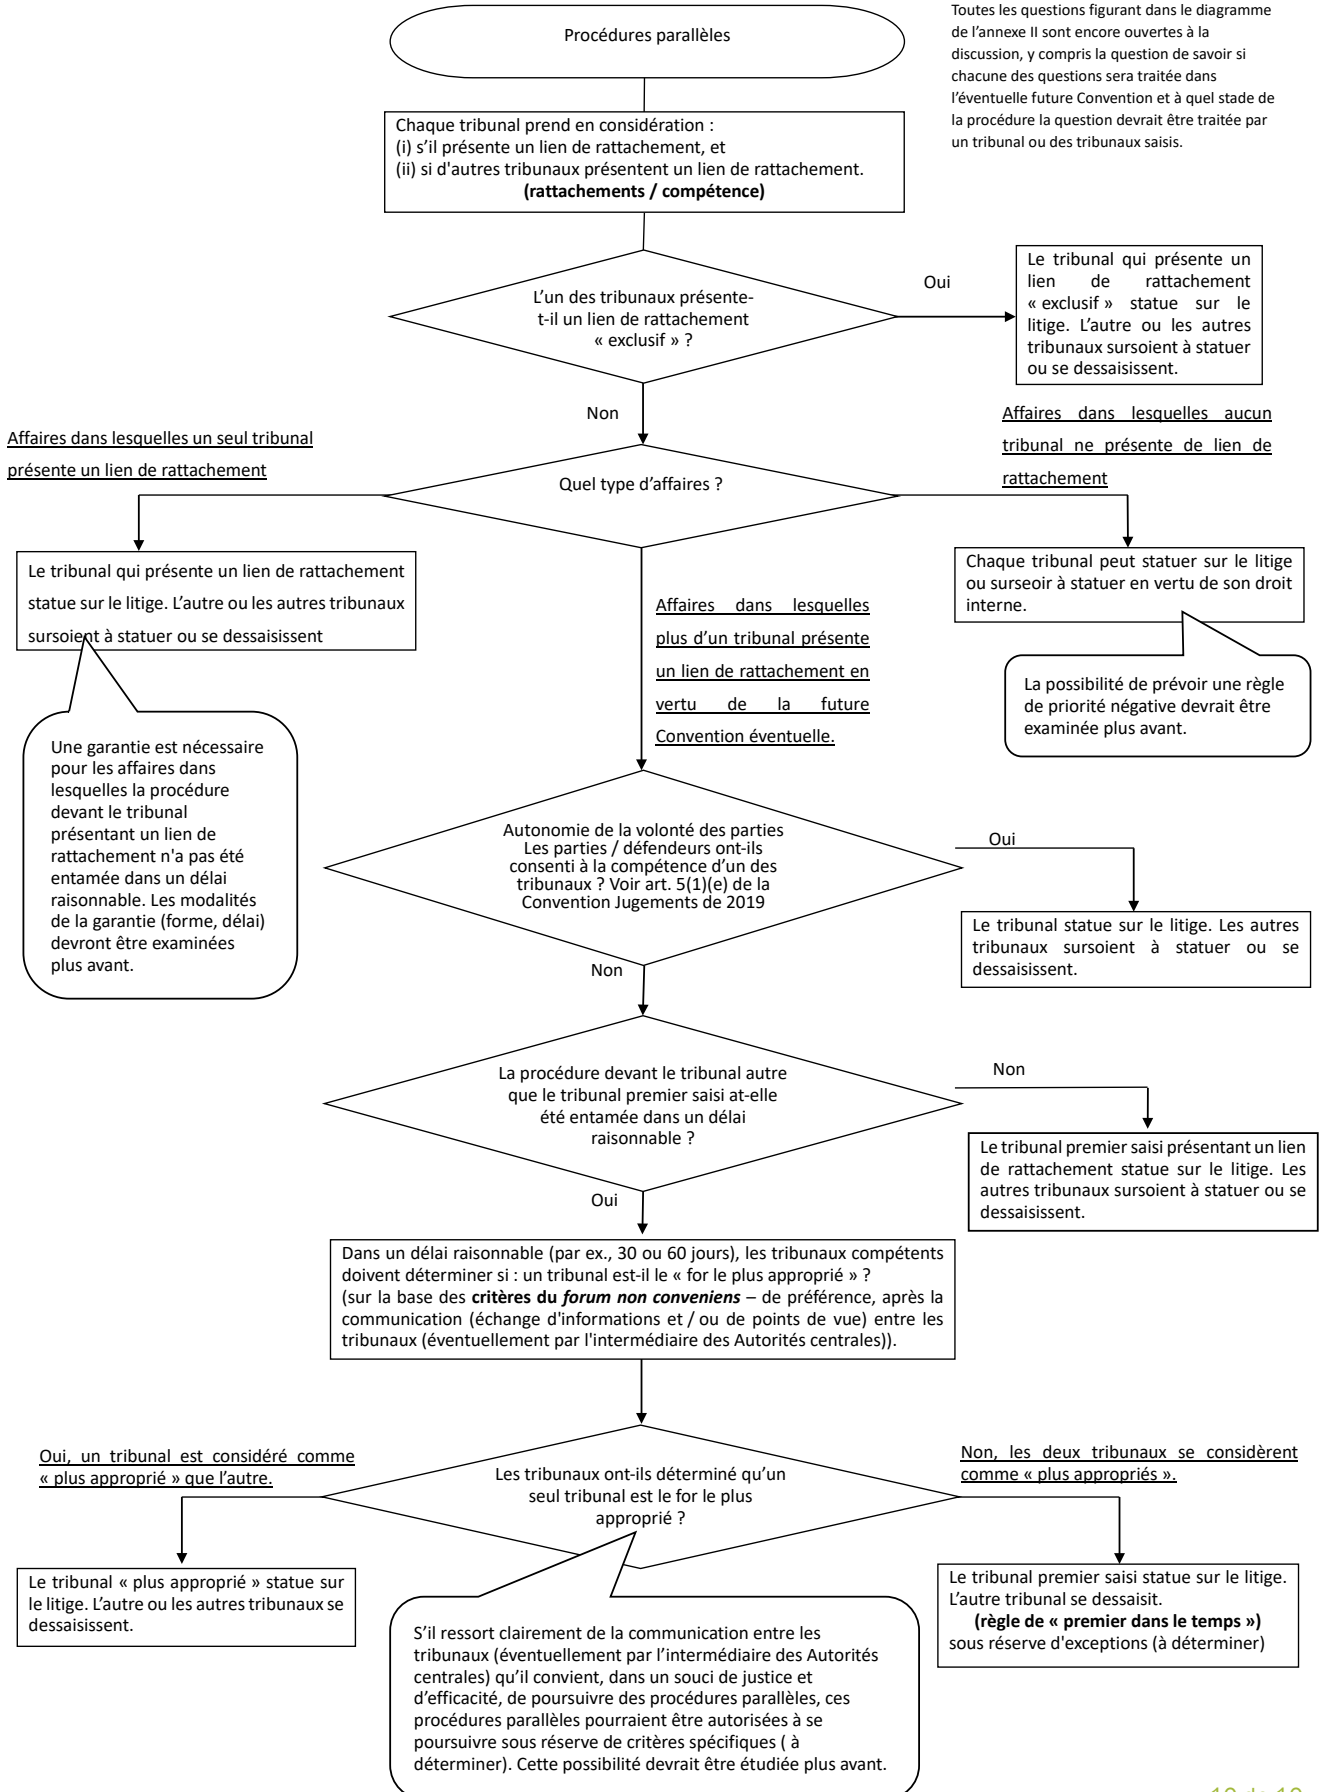 Toutes les questions figurant dans le diagramme
de l'annexe II sont encore ouvertes à la
discussion, y compris la question de savoir si
chacune des questions sera traitée dans
l'éventuelle future Convention et à quel stade de
la procédure la question devrait être traitée par
un tribunal ou des tribunaux saisis.
Procédures parallèles
Chaque tribunal prend en considération :
(i) s'il présente un lien de rattachement, et
(ii) si d'autres tribunaux présentent un lien de rattachement.
(rattachements / compétence)
L'un des tribunaux présente-
t-il un lien de rattachement
« exclusif » ?
Oui
Le tribunal qui présente un
lien de rattachement
« exclusif » statue sur le
litige. L'autre ou les autres
tribunaux sursoient à statuer
ou se dessaisissent.
Non
Affaires dans lesquelles un seul tribunal
présente un lien de rattachement
Quel type d'affaires ?
Affaires dans lesquelles aucun
tribunal ne présente de lien de
rattachement
Le tribunal qui présente un lien de rattachement
statue sur le litige. L'autre ou les autres tribunaux
sursoient à statuer ou se dessaisissent
Chaque tribunal peut statuer sur le litige
ou surseoir à statuer en vertu de son droit
interne.
Affaires dans lesquelles
plus d'un tribunal présente
un lien de rattachement en
vertu de la future
Convention éventuelle.
La possibilité de prévoir une règle
de priorité négative devrait être
examinée plus avant.
Une garantie est nécessaire
pour les affaires dans
lesquelles la procédure
devant le tribunal
présentant un lien de
rattachement n'a pas été
entamée dans un délai
raisonnable. Les modalités
de la garantie (forme, délai)
devront être examinées
plus avant.
Autonomie de la volonté des parties
Les parties / défendeurs ont-ils
consenti à la compétence d'un des
tribunaux ? Voir art. 5(1)(e) de la
Convention Jugements de 2019
Oui
Le tribunal statue sur le litige. Les autres
tribunaux sursoient à statuer ou se
dessaisissent.
Non
La procédure devant le tribunal autre
que le tribunal premier saisi at-elle
été entamée dans un délai
raisonnable ?
Non
Le tribunal premier saisi présentant un lien
de rattachement statue sur le litige. Les
autres tribunaux sursoient à statuer ou se
dessaisissent.
Oui
Dans un délai raisonnable (par ex., 30 ou 60 jours), les tribunaux compétents
doivent déterminer si : un tribunal est-il le « for le plus approprié » ?
(sur la base des critères du forum non conveniens – de préférence, après la
communication (échange d'informations et / ou de points de vue) entre les
tribunaux (éventuellement par l'intermédiaire des Autorités centrales)).
Oui, un tribunal est considéré comme
« plus approprié » que l'autre.
Les tribunaux ont-ils déterminé qu'un
seul tribunal est le for le plus
approprié ?
Non, les deux tribunaux se considèrent
comme « plus appropriés ».
Le tribunal « plus approprié » statue sur
le litige. L'autre ou les autres tribunaux se
dessaisissent.
Le tribunal premier saisi statue sur le litige.
L'autre tribunal se dessaisit.
(règle de « premier dans le temps »)
sous réserve d'exceptions (à déterminer)
S'il ressort clairement de la communication entre les
tribunaux (éventuellement par l'intermédiaire des Autorités
centrales) qu'il convient, dans un souci de justice et
d'efficacité, de poursuivre des procédures parallèles, ces
procédures parallèles pourraient être autorisées à se
poursuivre sous réserve de critères spécifiques ( à
déterminer). Cette possibilité devrait être étudiée plus avant.